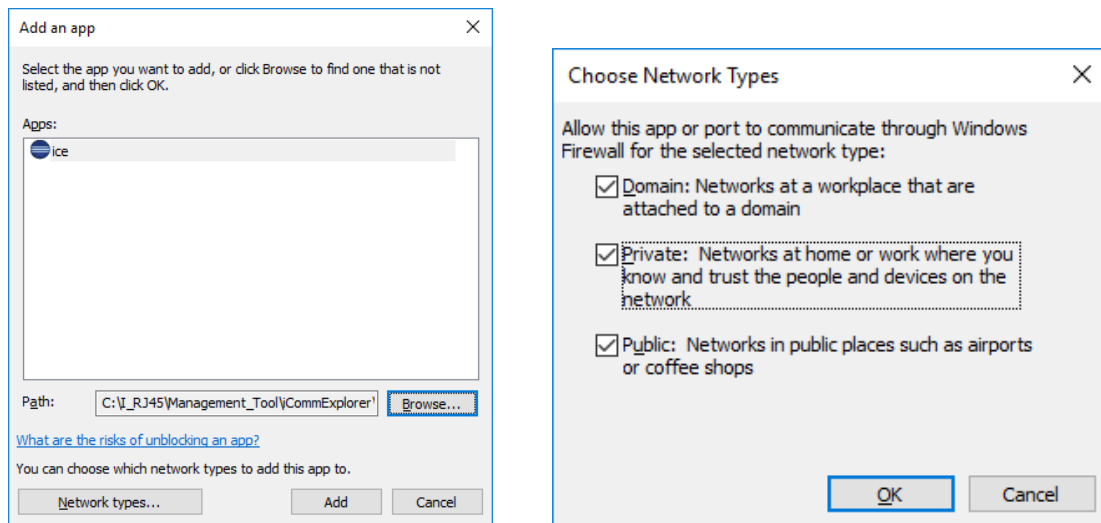 Add an app
Select the app you want to add, or click Browse to find one that is not
listed, and then click OK.
Apps:
ice
Path:
C:\I_RJ45\Management_Tool\iCommExplorer\
Browse...
What are the risks of unblocking an app?
You can choose which network types to add this app to.
Network types...
Add
Cancel
Choose Network Types
Allow this app or port to communicate through Windows
Firewall for the selected network type:
Domain: Networks at a workplace that are
attached to a domain
Private: Networks at home or work where you
know and trust the people and devices on the
network
Public: Networks in public places such as airports
or coffee shops
OK
Cancel